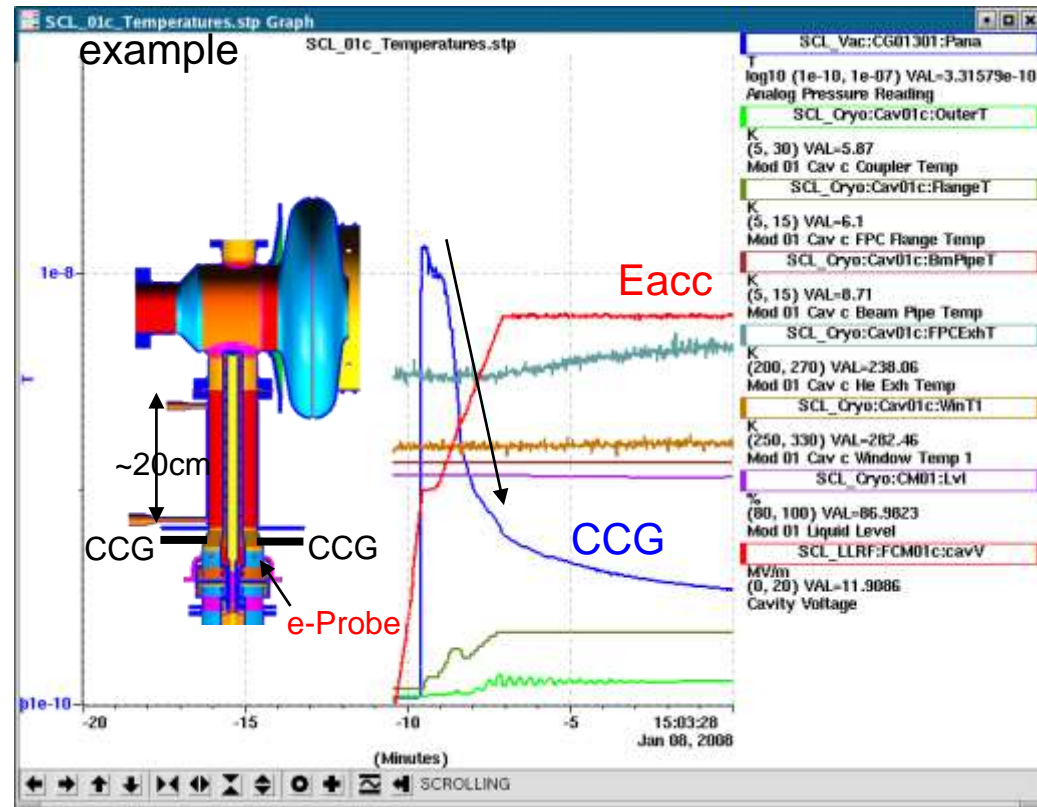 SCL_01c_Temperatures.stp Graph
example
SCL_01c_Temperatures.stp
1e-8
T
1e-10
-20
-15
-10
-5
15:03:28
Jan 08, 2008
(Minutes)
Eacc
CCG
~20cm
CCG
CCG
e-Probe
SCL_Vac:CG01301:Pana
T
log10 (1e-10, 1e-07) VAL=3.31579e-10
Analog Pressure Reading
SCL_Cryo:Cav01c:OuterT
K
(5, 30) VAL=5.87
Mod 01 Cav c Coupler Temp
SCL_Cryo:Cav01c:FlangeT
K
(5, 15) VAL=6.1
Mod 01 Cav c FPC Flange Temp
SCL_Cryo:Cav01c:BmPipeT
K
(5, 15) VAL=8.71
Mod 01 Cav c Beam Pipe Temp
SCL_Cryo:Cav01c:FPCExhT
K
(200, 270) VAL=238.06
Mod 01 Cav c He Exh Temp
SCL_Cryo:Cav01c:WinT1
K
(250, 330) VAL=282.46
Mod 01 Cav c Window Temp 1
SCL_Cryo:CM01:Lvl
%
(80, 100) VAL=86.9823
Mod 01 Liquid Level
SCL_LLRF:FCM01c:cavV
MV/m
(0, 20) VAL=11.9086
Cavity Voltage
SCROLLING